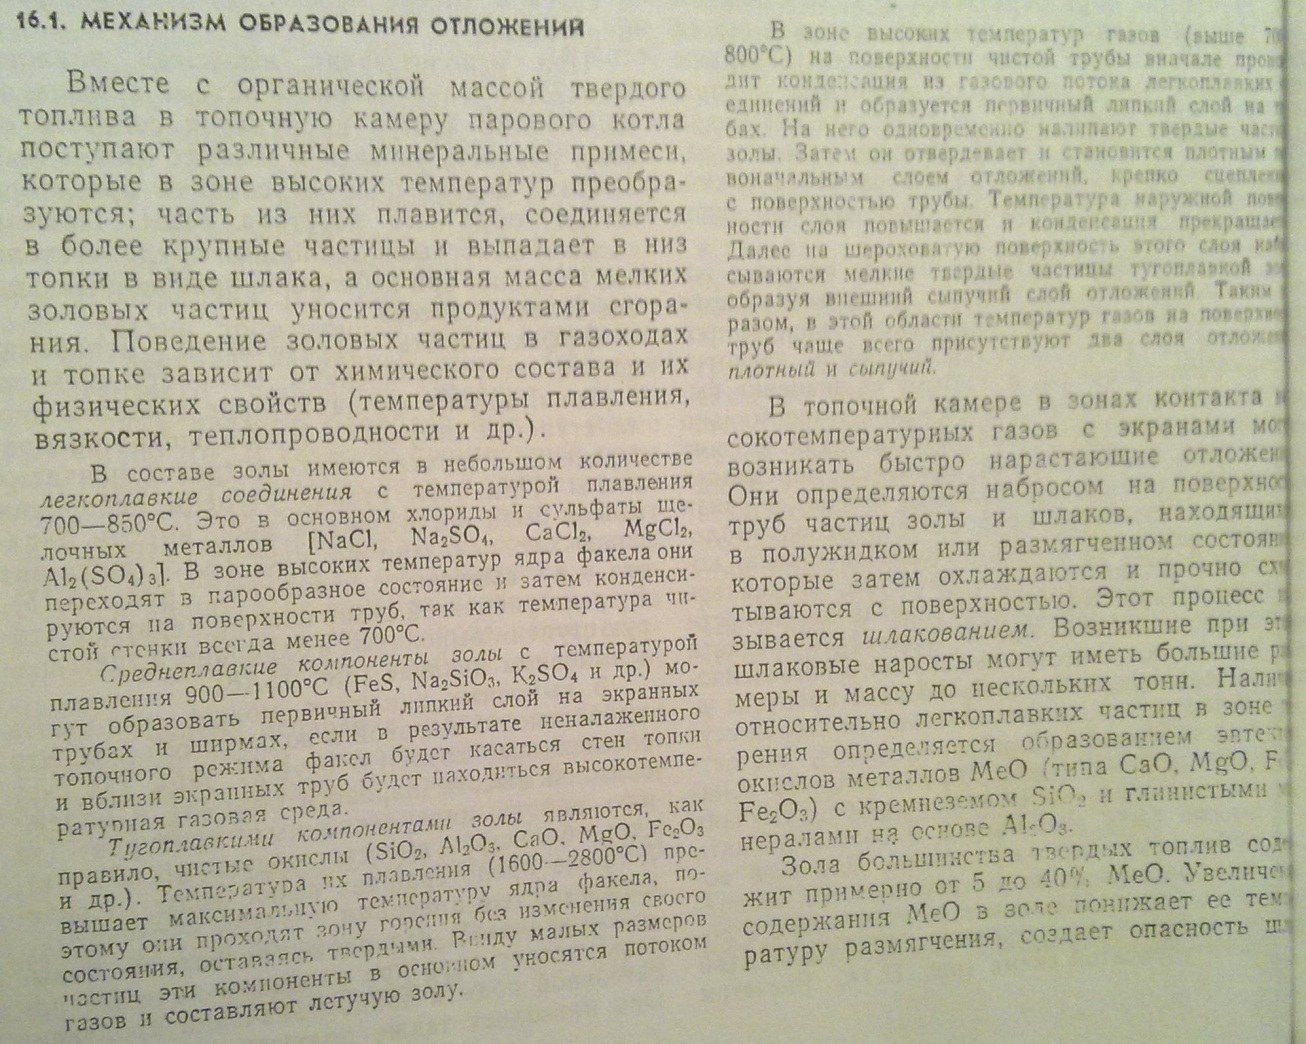 16.1. МЕХАНИЗМ ОБРАЗОВАНИЯ ОТЛОЖЕНИЙ
Вместе с органической массой твердого
топлива в топочную камеру парового котла
поступают различные минеральные примеси,
которые в зоне высоких температур преобра-
зуются; часть из них плавится, соединяется
в более крупные частицы и выпадает в низ
топки в виде шлака, а основная масса мелких
золовых частиц уносится продуктами сгора-
ния. Поведение золовых частиц в газоходах
и топке зависит от химического состава и их
физических свойств (температуры плавления,
вязкости, теплопроводности и др.).
В составе золы имеются в небольшом количестве
легкоплавкие соединения с температурой плавления
700—850°С. Это в основном хлориды и сульфаты ще-
лочных металлов [NaCl, Na₂SO₄, CaCl₂, MgCl₂,
Al₂(SO₄)₃]. В зоне высоких температур ядра факела они
переходят в парообразное состояние и затем конденси-
руются на поверхности труб, так как температура чи-
стой стенки всегда менее 700°С.
Среднеплавкие компоненты золы с температурой
плавления 900—1100°С (FeS, Na₂SiO₃, K₂SO₄ и др.) мо-
гут образовать первичный липкий слой на экранных
трубах и ширмах, если в результате неналаженного
топочного режима факел будет касаться стен топки
и вблизи экранных труб будет находиться высокотемпе-
ратурная газовая среда.
Тугоплавкими компонентами золы являются, как
правило, чистые окислы (SiO₂, Al₂O₃, CaO, MgO, Fe₂O₃
и др.). Температура их плавления (1600—2800°С) пре-
вышает максимальную температуру ядра факела, по-
этому они проходят зону горения без изменения своего
состояния, оставаясь твердыми. Ввиду малых размеров
частиц эти компоненты в основном уносятся потоком
газов и составляют летучую золу.
В зоне высоких температур газов (выше
800°С) на поверхности чистой трубы вначале
дит конденсация из газового потока легкоплавких
единений и образуется первичный липкий слой на
бах. На него одновременно налипают твердые
золы. Затем он отвердевает и становится плотным
воначальным слоем отложений, крепко
с поверхностью трубы. Температура наружной
ности слоя повышается и конденсация
Далее на шероховатую поверхность этого слоя
сываются мелкие твердые частицы тугоплавкой
образуя внешний сыпучий слой отложений. Таким
разом, в этой области температур газов на
труб чаще всего присутствуют два слоя
плотный и сыпучий.
В топочной камере в зонах контакта
сокотемпературных газов с экранами
возникать быстро нарастающие
Они определяются набросом на
труб частиц золы и шлаков,
в полужидком или размягченном
которые затем охлаждаются и прочно
тываются с поверхностью. Этот процесс
зывается шлакованием. Возникшие при
шлаковые наросты могут иметь большие
меры и массу до нескольких тонн.
относительно легкоплавких частиц в зоне
рения определяется образованием
окислов металлов MeO (типа CaO, MgO, F
Fe₂O₃) с кремнеземом SiO₂ и глинистыми
нералами на основе Al₂O₃.
Зола большинства твердых топлив
жит примерно от 5 до 40% MeO.
содержания MeO в золе понижает ее
ратуру размягчения, создает опасность